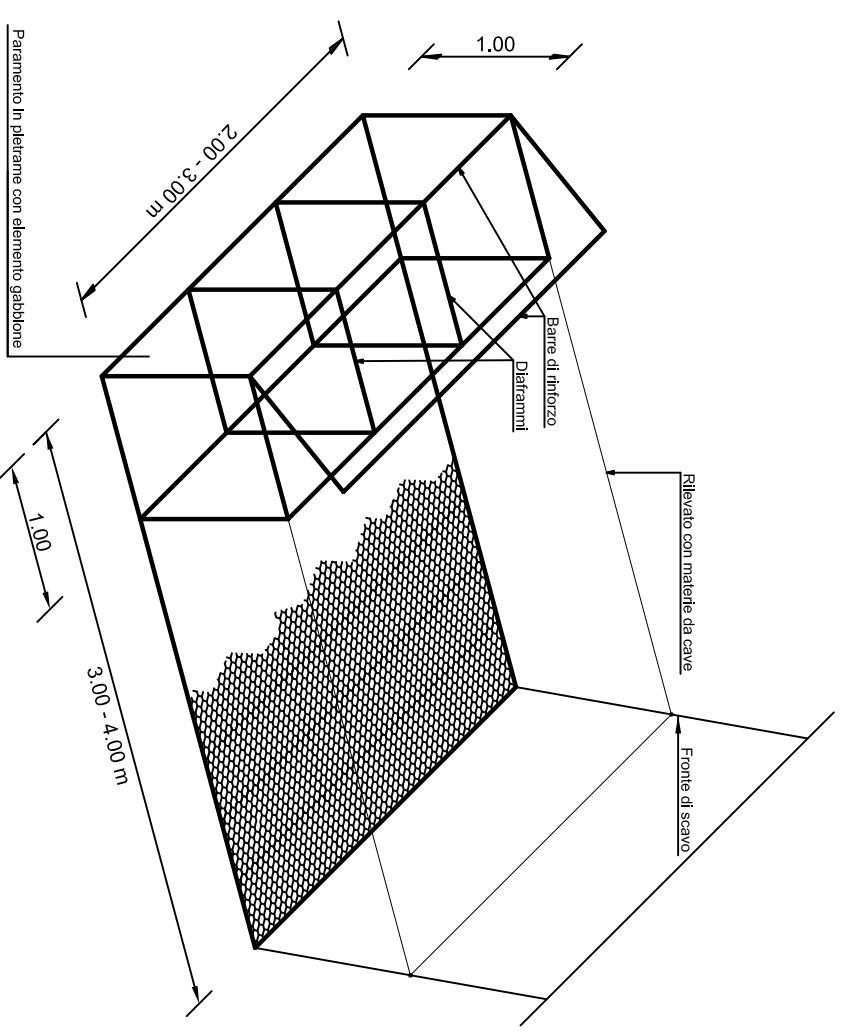 1.00
2.00 - 3.00 m
Paramento in pietrame con elemento gabbione
Barre di rinforzo
Diaframmi
Rilevato con materie da cave
Fronte di scavo
1.00
3.00 - 4.00 m